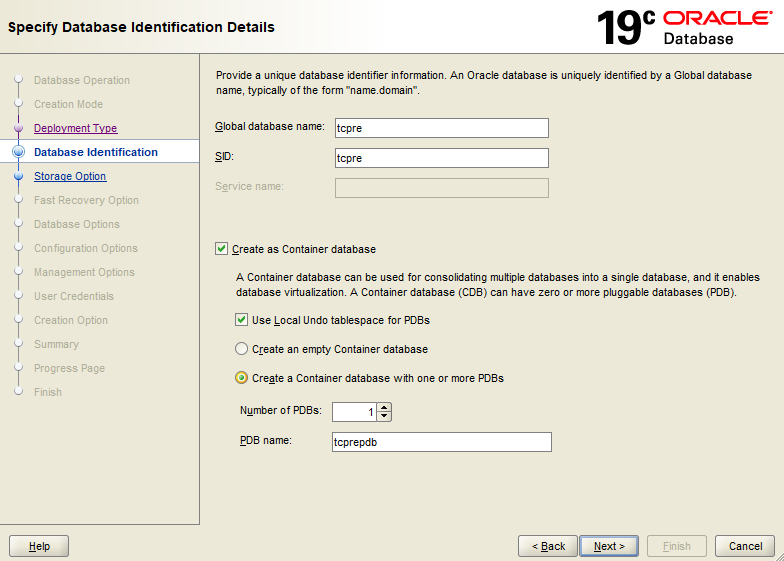 Specify Database Identification Details
19c ORACLE
Database
Database Operation
Creation Mode
Deployment Type
Database Identification
Storage Option
Fast Recovery Option
Database Options
Configuration Options
Management Options
User Credentials
Creation Option
Summary
Progress Page
Finish
Provide a unique database identifier information. An Oracle database is uniquely identified by a Global database
name, typically of the form "name.domain".
Global database name: tcpre
SID: tcpre
Service name:
Create as Container database
A Container database can be used for consolidating multiple databases into a single database, and it enables
database virtualization. A Container database (CDB) can have zero or more pluggable databases (PDB).
Use Local Undo tablespace for PDBs
Create an empty Container database
Create a Container database with one or more PDBs
Number of PDBs: 1
PDB name: tcprepdb
Help < Back Next > Finish Cancel